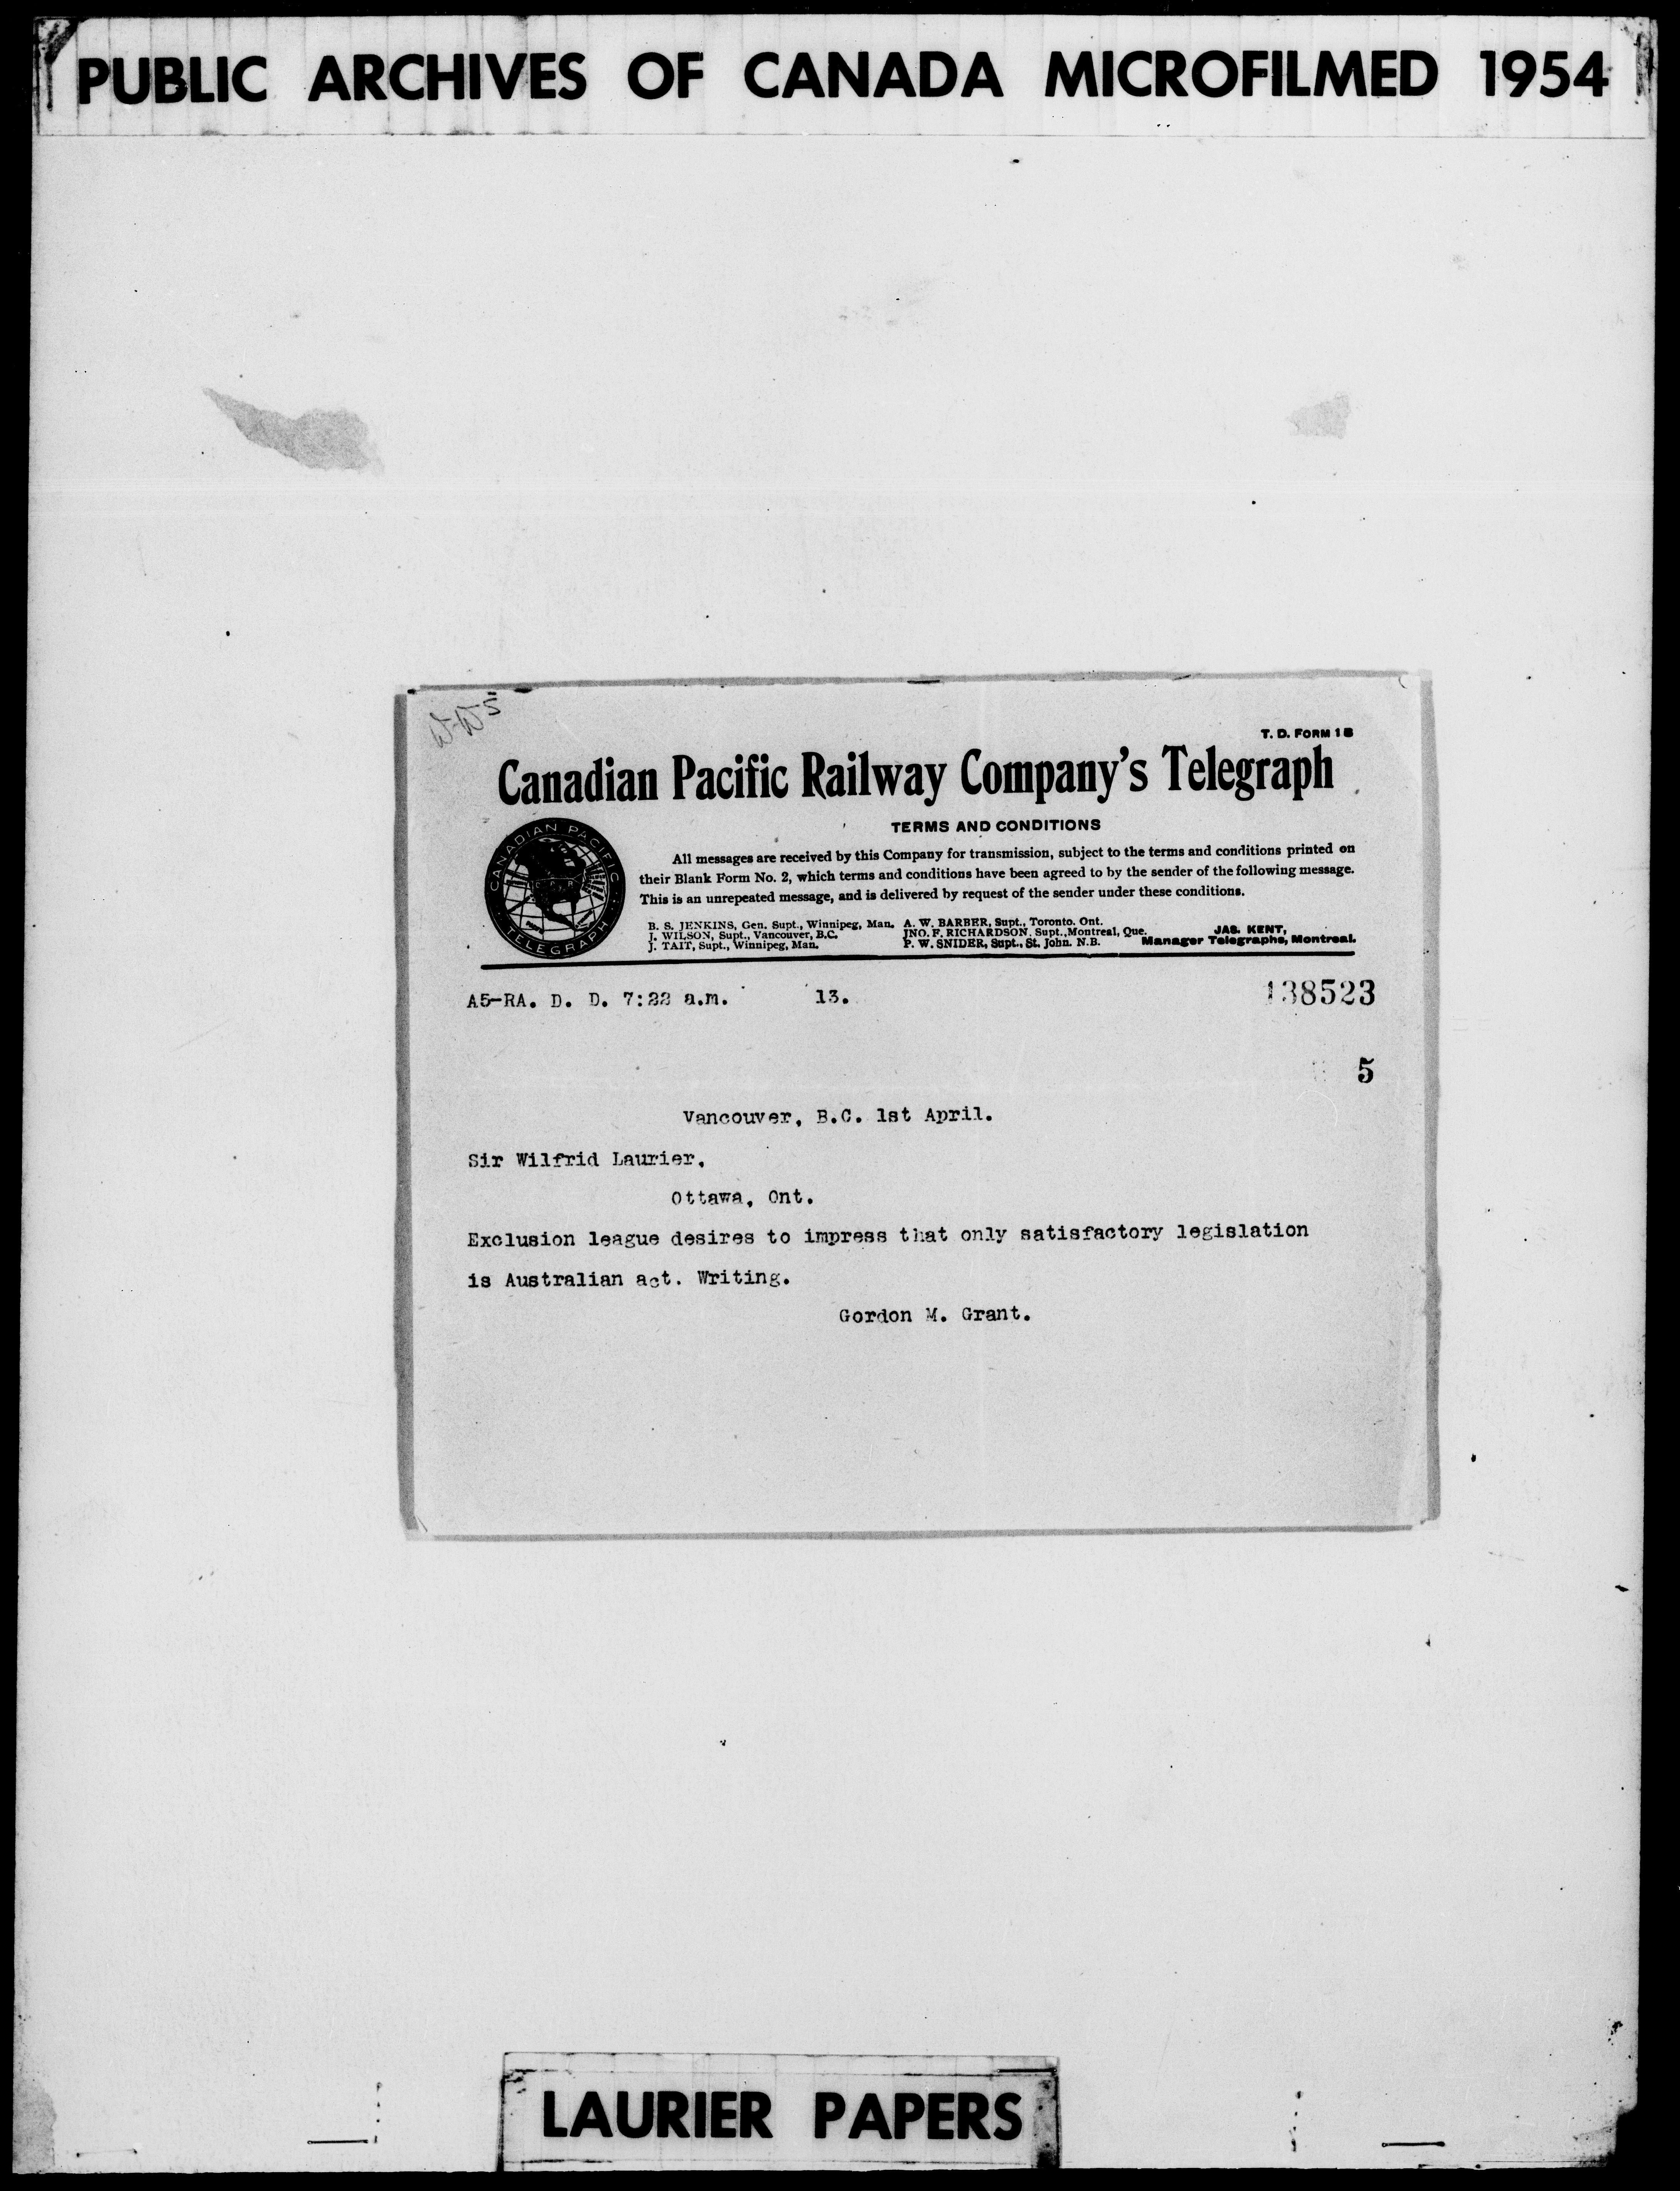 PUBLIC ARCHIVES OF CANADA MICROFILMED 1954
W-W-5
T. D. FORM 1 B
Canadian Pacific Railway Company's Telegraph
CANADIAN PACIFIC TELEGRAPH
TERMS AND CONDITIONS
All messages are received by this Company for transmission, subject to the terms and conditions printed on
their Blank Form No. 2, which terms and conditions have been agreed to by the sender of the following message.
This is an unrepeated message, and is delivered by request of the sender under these conditions.
B. S. JENKINS, Gen. Supt., Winnipeg, Man. A. W. BARBER, Supt., Toronto. Ont.
J. WILSON, Supt., Vancouver, B.C. JNO. F. RICHARDSON, Supt., Montreal, Que. JAS. KENT,
J. TAIT, Supt., Winnipeg, Man. P. W. SNIDER, Supt., St. John. N.B. Manager Telegraphs, Montreal.
A5-RA. D. D. 7:22 a.m. 13. 138523
5
Vancouver, B.C. 1st April.
Sir Wilfrid Laurier,
Ottawa, Ont.
Exclusion league desires to impress that only satisfactory legislation
is Australian act. Writing.
Gordon M. Grant.
LAURIER PAPERS